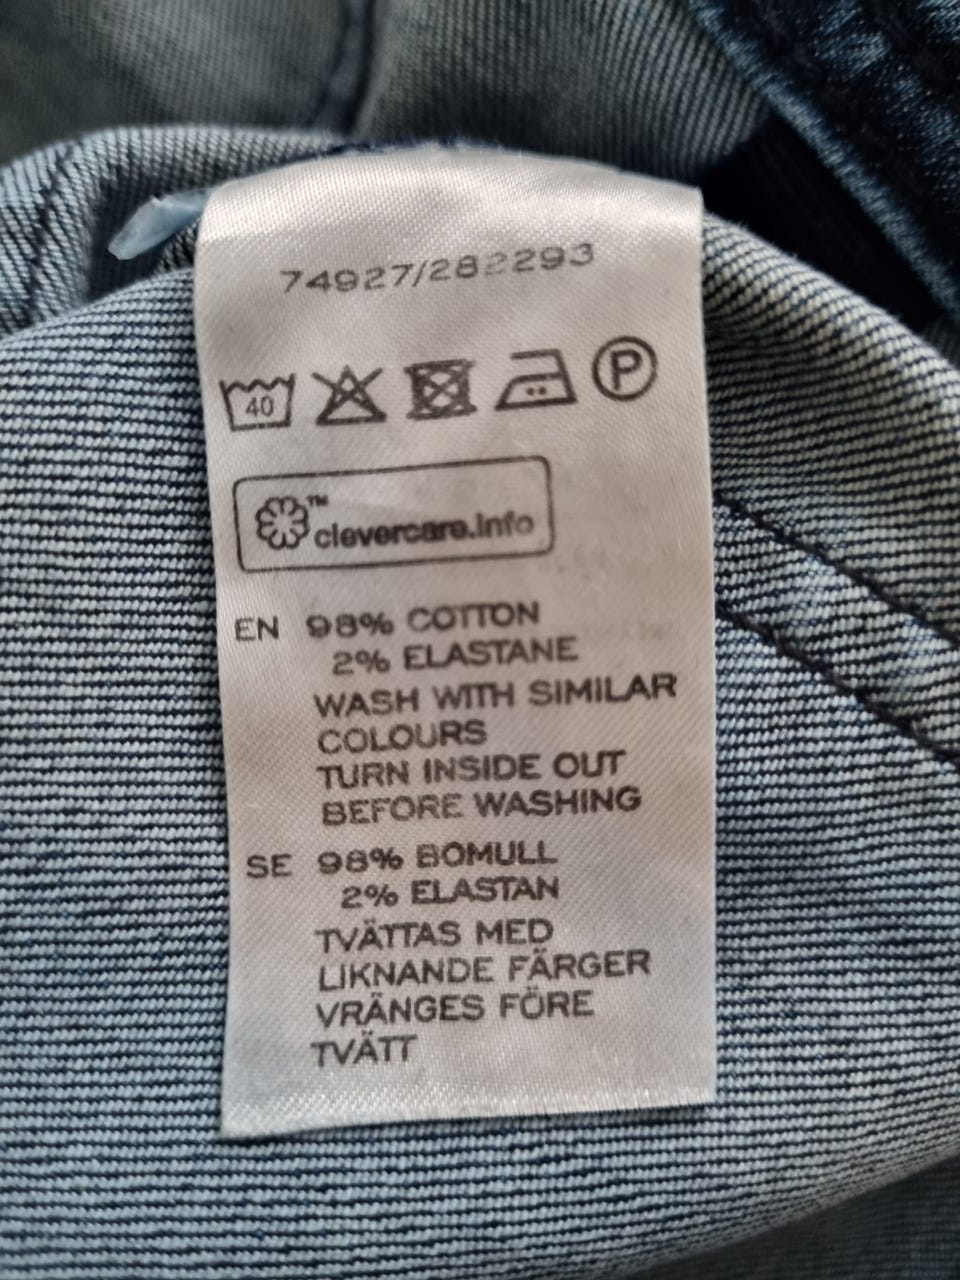 74927/282293
40
P
™
clevercare.info
EN 98% COTTON
2% ELASTANE
WASH WITH SIMILAR
COLOURS
TURN INSIDE OUT
BEFORE WASHING
SE 98% BOMULL
2% ELASTAN
TVÄTTAS MED
LIKNANDE FÄRGER
VRÄNGES FÖRE
TVÄTT